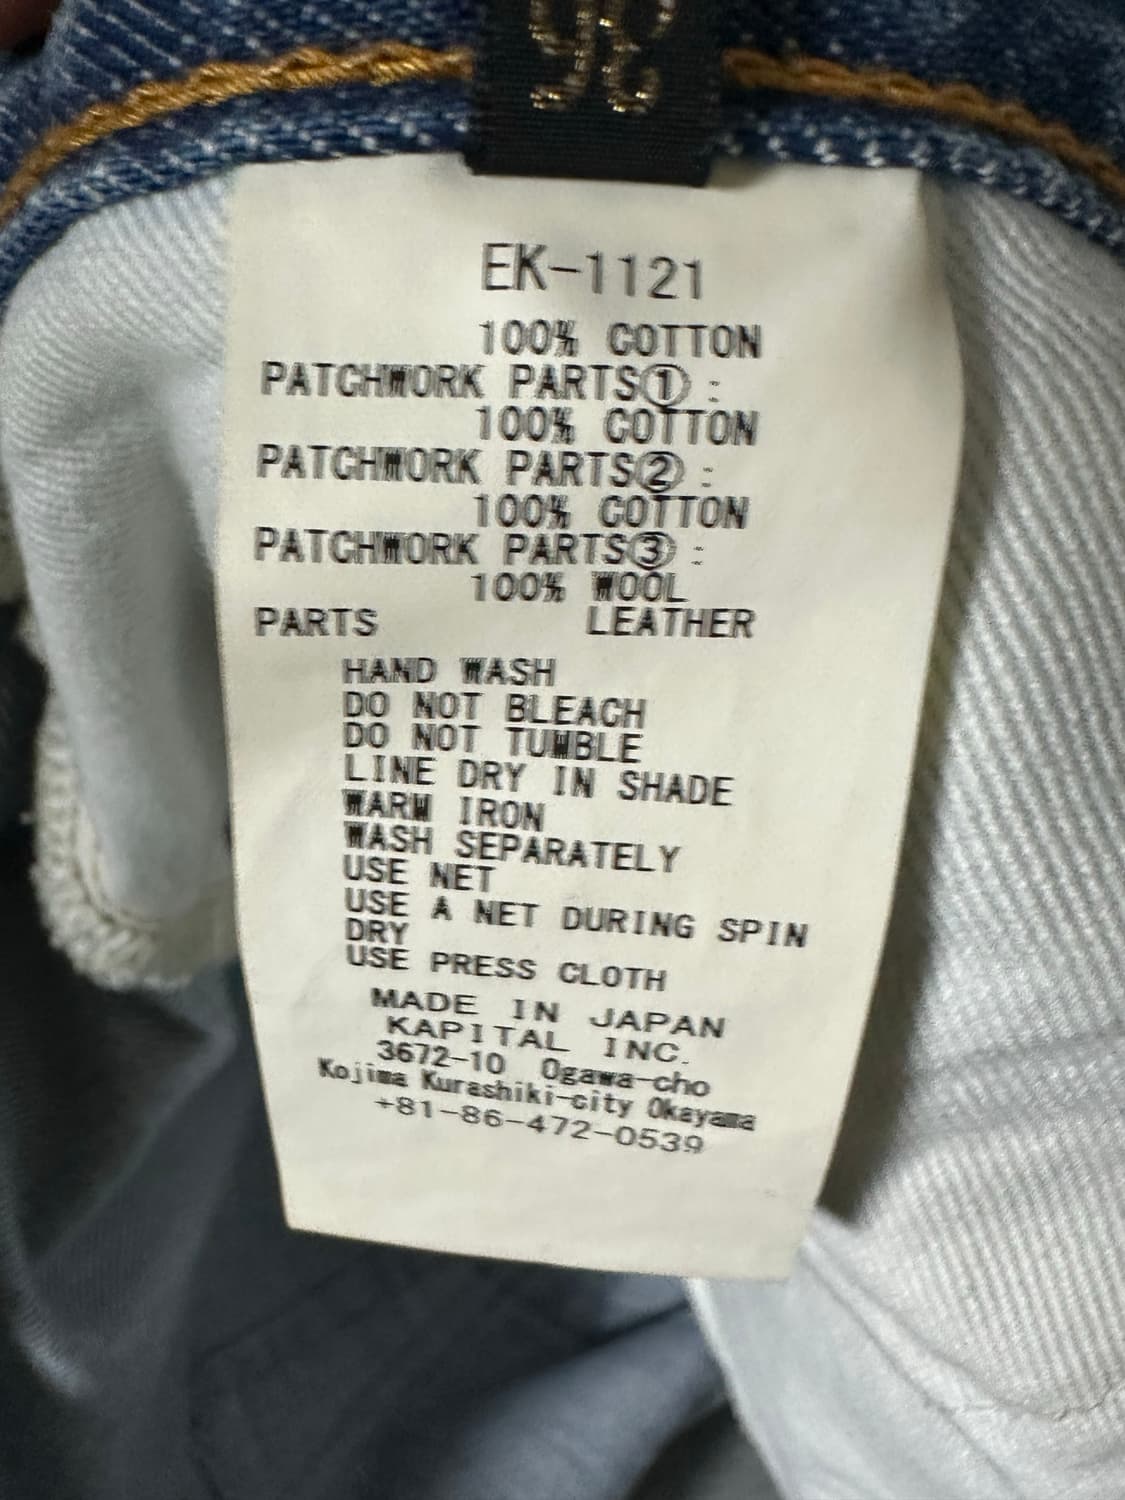 36
EK-1121
100% COTTON
PATCHWORK PARTS① :
100% COTTON
PATCHWORK PARTS② :
100% COTTON
PATCHWORK PARTS③ :
100% WOOL
PARTS LEATHER
HAND WASH
DO NOT BLEACH
DO NOT TUMBLE
LINE DRY IN SHADE
WARM IRON
WASH SEPARATELY
USE NET
USE A NET DURING SPIN
DRY
USE PRESS CLOTH
MADE IN JAPAN
KAPITAL INC.
3672-10 Ogawa-cho
Kojima Kurashiki-city Okayama
+81-86-472-0539